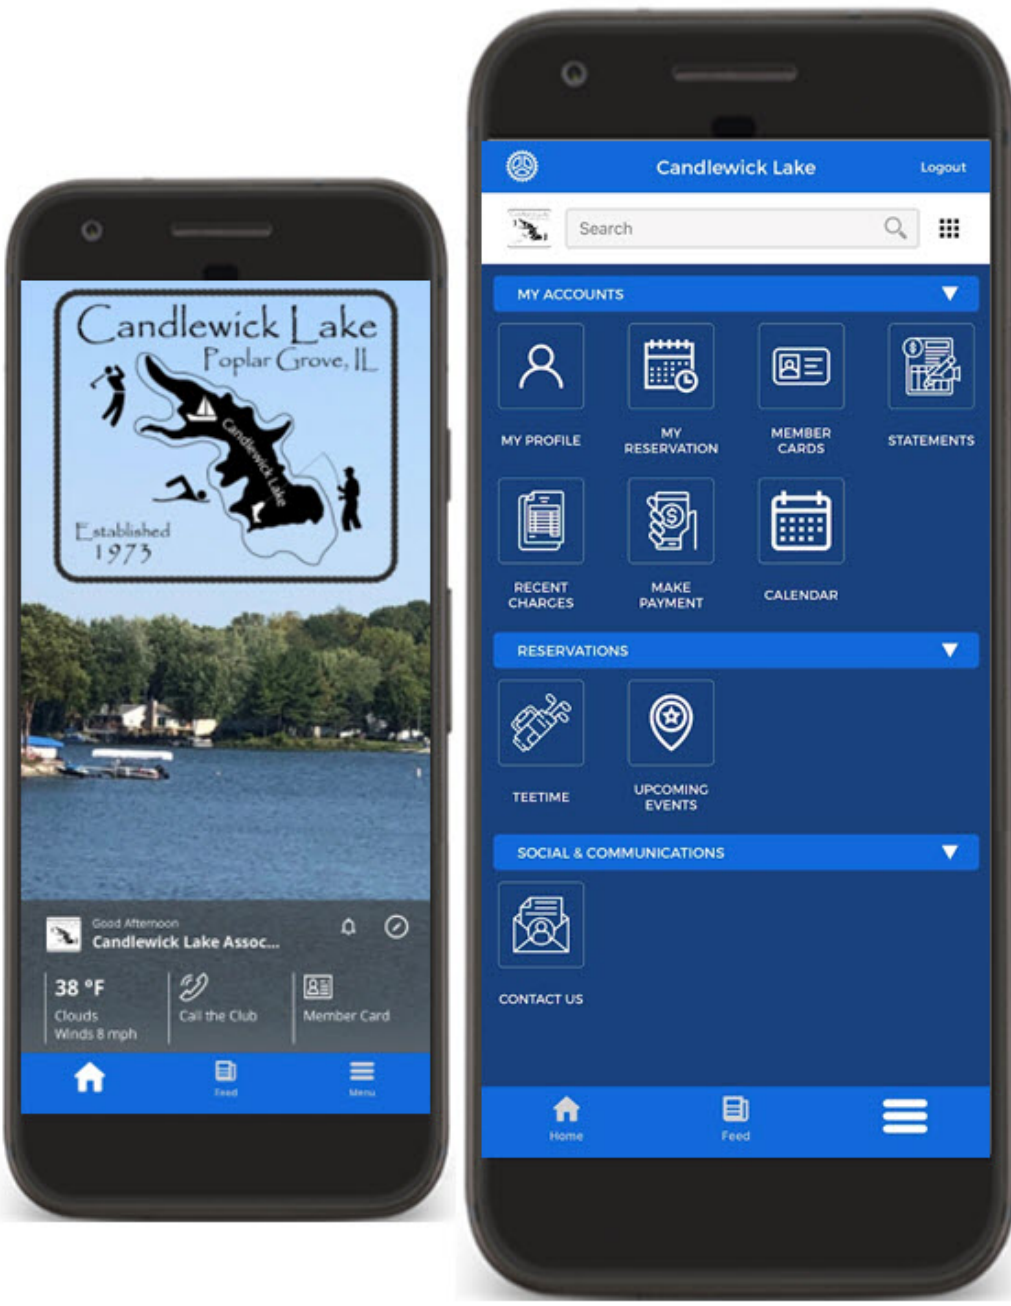 Candlewick Lake
Poplar Grove, IL
Candlewick Lake
Established
1973
Good Afternoon
Candlewick Lake Assoc...
38 °F
Clouds
Winds 8 mph
Call the Club
Member Card
Feed
Menu
Candlewick Lake
Logout
Search
MY ACCOUNTS
MY PROFILE
MY
RESERVATION
MEMBER
CARDS
STATEMENTS
RECENT
CHARGES
MAKE
PAYMENT
CALENDAR
RESERVATIONS
TEETIME
UPCOMING
EVENTS
SOCIAL & COMMUNICATIONS
CONTACT US
Home
Feed